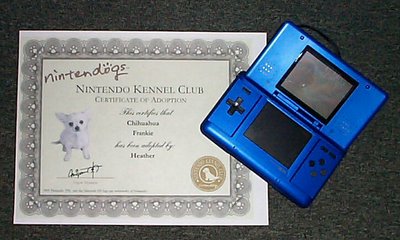 nintendogs
NINTENDO KENNEL CLUB
CERTIFICATE OF ADOPTION
This certifies that
Chihuahua
Frankie
has been adopted by
Heather